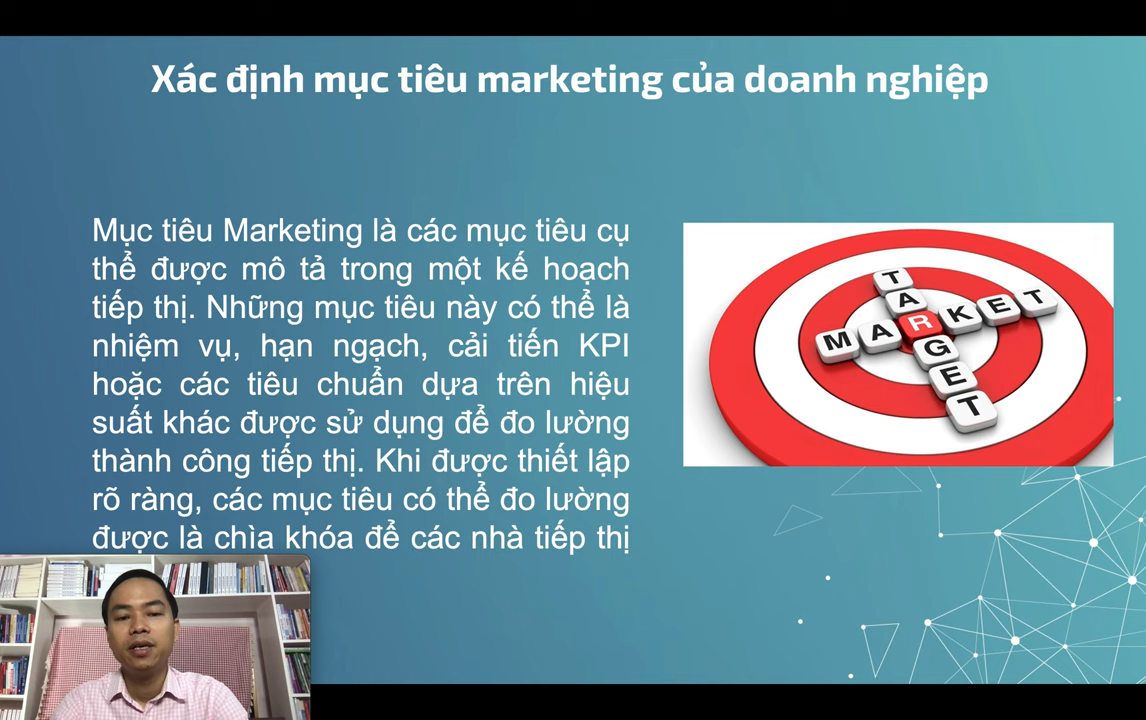 Xác định mục tiêu marketing của doanh nghiệp
Mục tiêu Marketing là các mục tiêu cụ
thể được mô tả trong một kế hoạch
tiếp thị. Những mục tiêu này có thể là
nhiệm vụ, hạn ngạch, cải tiến KPI
hoặc các tiêu chuẩn dựa trên hiệu
suất khác được sử dụng để đo lường
thành công tiếp thị. Khi được thiết lập
rõ ràng, các mục tiêu có thể đo lường
được là chìa khóa để các nhà tiếp thị
MARKET
TARGET